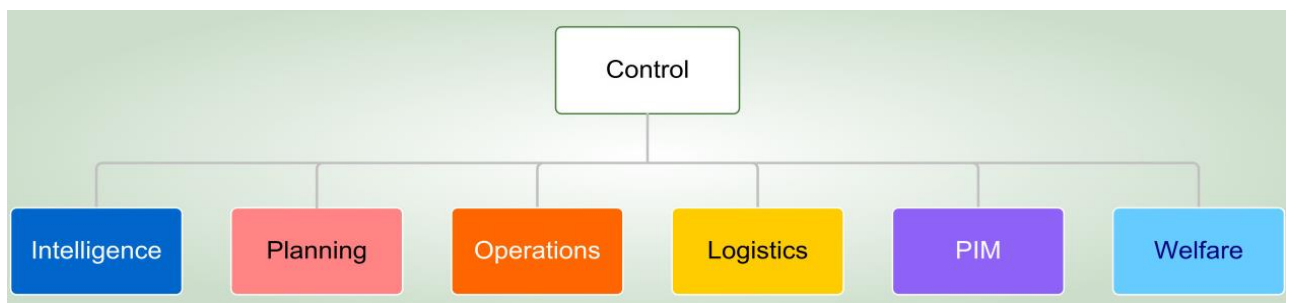 Control
Intelligence
Planning
Operations
Logistics
PIM
Welfare